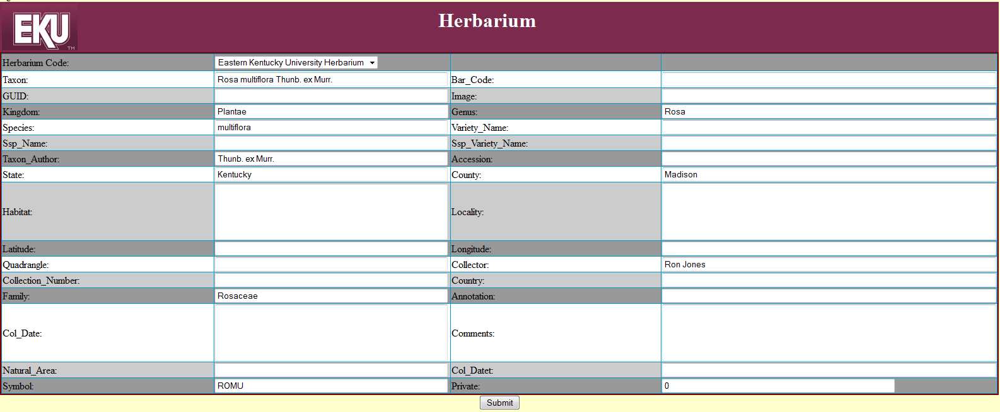 EKU TM
Herbarium
Herbarium Code: Eastern Kentucky University Herbarium
Taxon: Rosa multiflora Thunb. ex Murr. Bar_Code:
GUID: Image:
Kingdom: Plantae Genus: Rosa
Species: multiflora Variety_Name:
Ssp_Name: Ssp_Variety_Name:
Taxon_Author: Thunb. ex Murr. Accession:
State: Kentucky County: Madison
Habitat: Locality:
Latitude: Longitude:
Quadrangle: Collector: Ron Jones
Collection_Number: Country:
Family: Rosaceae Annotation:
Col_Date: Comments:
Natural_Area: Col_Datet:
Symbol: ROMU Private: 0
Submit